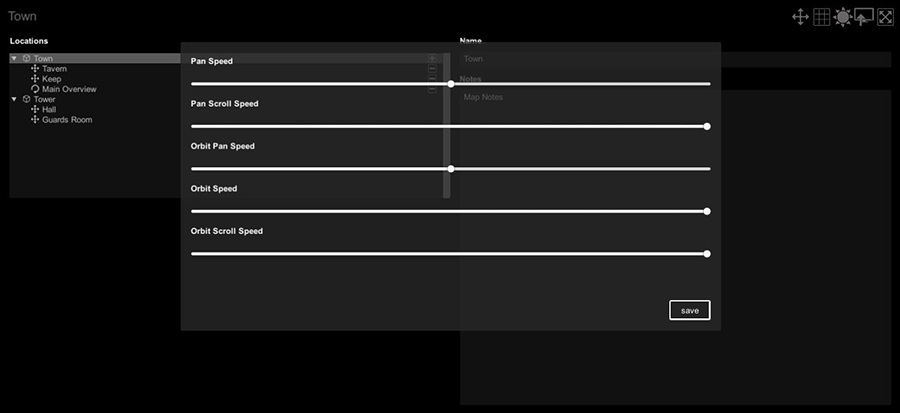 Town
Locations
Town
Tavern
Keep
Main Overview
Tower
Hall
Guards Room
Name
Town
Notes
Map Notes
Pan Speed
Pan Scroll Speed
Orbit Pan Speed
Orbit Speed
Orbit Scroll Speed
save